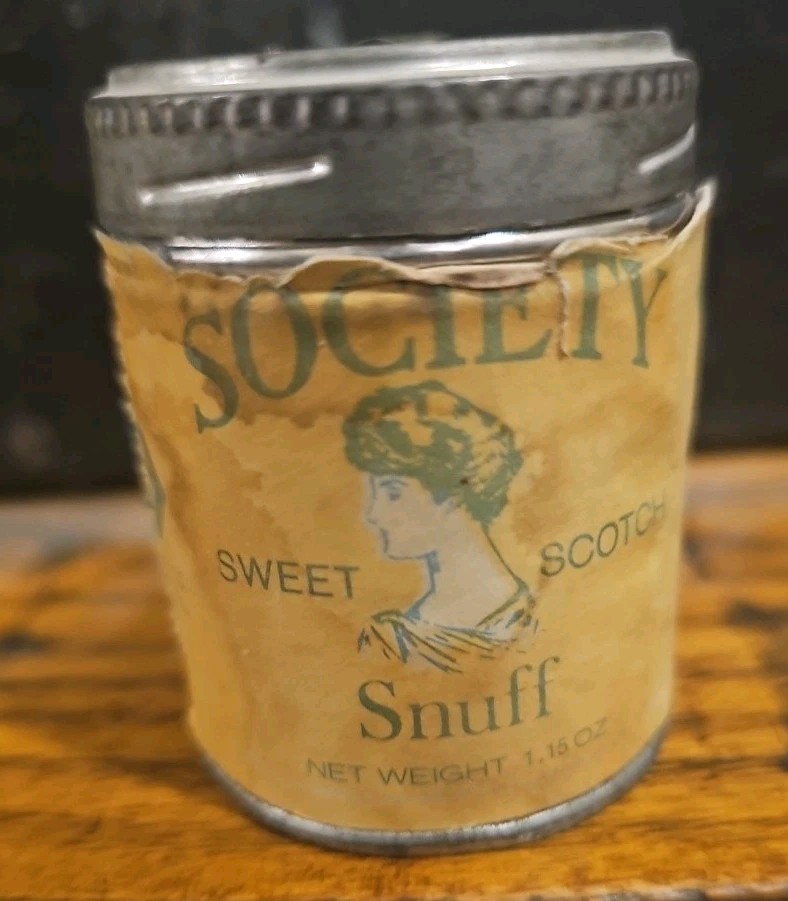 SOCIETY
SWEET SCOTCH
Snuff
NET WEIGHT 1.15 OZ